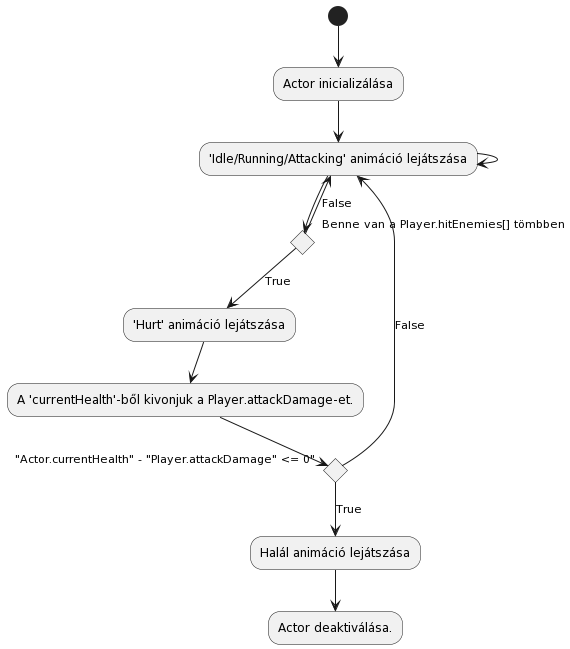 Actor inicializálása
'Idle/Running/Attacking' animáció lejátszása
False
Benne van a Player.hitEnemies[] tömbben
True
'Hurt' animáció lejátszása
False
A 'currentHealth'-ből kivonjuk a Player.attackDamage-et.
"Actor.currentHealth" - "Player.attackDamage" <= 0"
True
Halál animáció lejátszása
Actor deaktiválása.